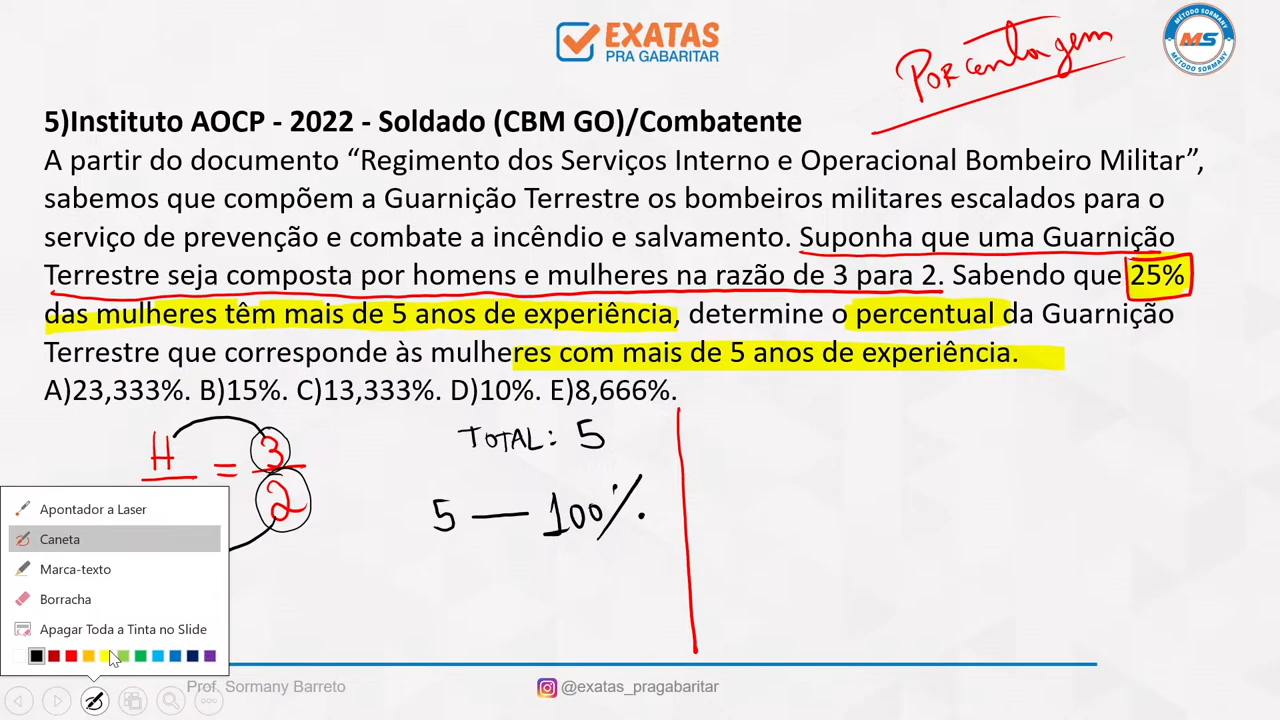 EXATAS
PRA GABARITAR
Porcentagem
MÉTODO SORMANY
MS
MÉTODO SORMANY
5)Instituto AOCP - 2022 - Soldado (CBM GO)/Combatente
A partir do documento “Regimento dos Serviços Interno e Operacional Bombeiro Militar”,
sabemos que compõem a Guarnição Terrestre os bombeiros militares escalados para o
serviço de prevenção e combate a incêndio e salvamento. Suponha que uma Guarnição
Terrestre seja composta por homens e mulheres na razão de 3 para 2. Sabendo que 25%
das mulheres têm mais de 5 anos de experiência, determine o percentual da Guarnição
Terrestre que corresponde às mulheres com mais de 5 anos de experiência.
A)23,333%. B)15%. C)13,333%. D)10%. E)8,666%.
H = 3
2
TOTAL: 5
5 — 100%
Apontador a Laser
Caneta
Marca-texto
Borracha
Apagar Toda a Tinta no Slide
Prof. Sormany Barreto
@exatas_pragabaritar